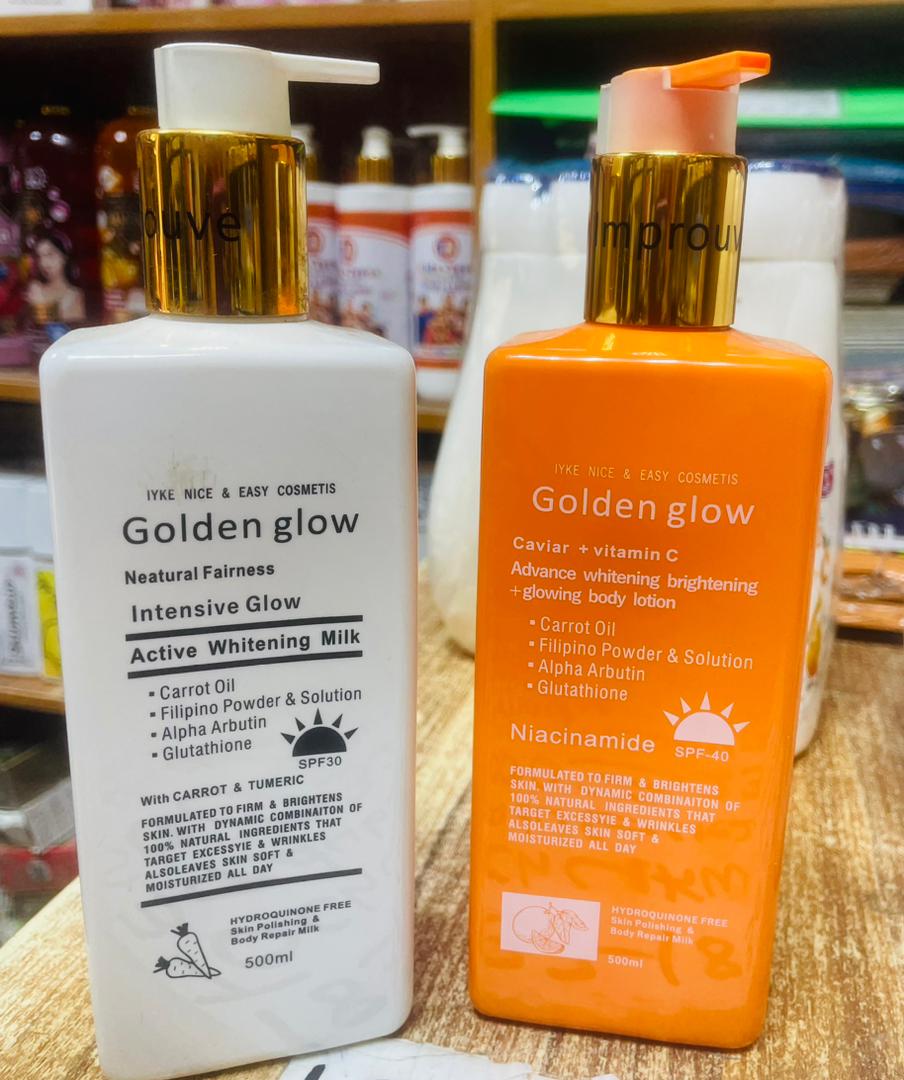 ouve
IYKE NICE & EASY COSMETIS
Golden glow
Neatural Fairness
Intensive Glow
Active Whitening Milk
▪ Carrot Oil
▪ Filipino Powder & Solution
▪ Alpha Arbutin
▪ Glutathione
SPF30
With CARROT & TUMERIC
FORMULATED TO FIRM & BRIGHTENS
SKIN. WITH DYNAMIC COMBINAITON OF
100% NATURAL INGREDIENTS THAT
TARGET EXCESSYIE & WRINKLES
ALSOLEAVES SKIN SOFT &
MOISTURIZED ALL DAY
HYDROQUINONE FREE
Skin Polishing &
Body Repair Milk
500ml
Improuv
IYKE NICE & EASY COSMETIS
Golden glow
Caviar + vitamin C
Advance whitening brightening
+glowing body lotion
▪ Carrot Oil
▪ Filipino Powder & Solution
▪ Alpha Arbutin
▪ Glutathione
Niacinamide
SPF-40
FORMULATED TO FIRM & BRIGHTENS
SKIN. WITH DYNAMIC COMBINAITON OF
100% NATURAL INGREDIENTS THAT
TARGET EXCESSYIE & WRINKLES
ALSOLEAVES SKIN SOFT &
MOISTURIZED ALL DAY
HYDROQUINONE FREE
Skin Polishing &
Body Repair Milk
500ml